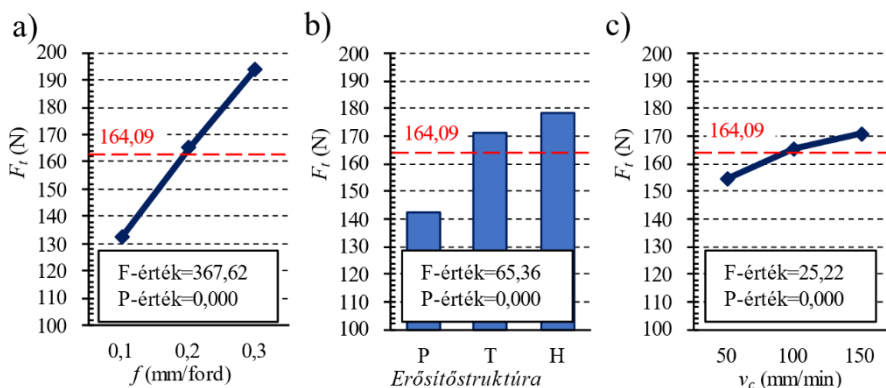 a)
200
190
180
170
160
150
140
130
120
110
100
F_t (N)
164,09
F-érték=367,62
P-érték=0,000
0,1 0,2 0,3
f (mm/ford)
b)
200
190
180
170
160
150
140
130
120
110
100
F_t (N)
164,09
F-érték=65,36
P-érték=0,000
P T H
Erősítőstruktúra
c)
200
190
180
170
160
150
140
130
120
110
100
F_t (N)
164,09
F-érték=25,22
P-érték=0,000
50 100 150
v_c (mm/min)